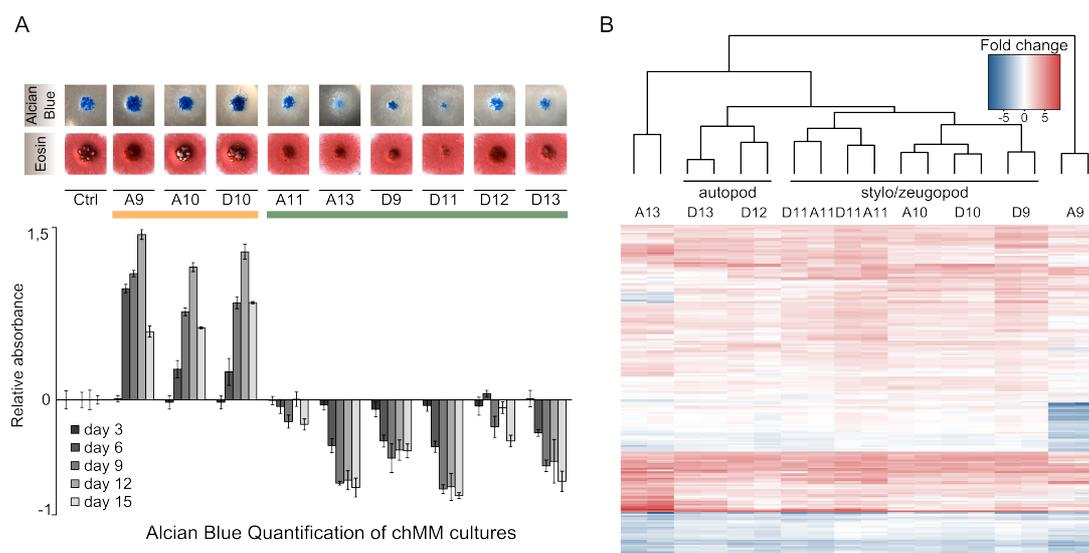 A
Alcian
Blue
Eosin
Ctrl A9 A10 D10 A11 A13 D9 D11 D12 D13
1,5
0
-1
Relative absorbance
day 3
day 6
day 9
day 12
day 15
Alcian Blue Quantification of chMM cultures
B
Fold change
-5 0 5
autopod stylo/zeugopod
A13 D13 D12 D11 A11 D11 A11 A10 D10 D9 A9